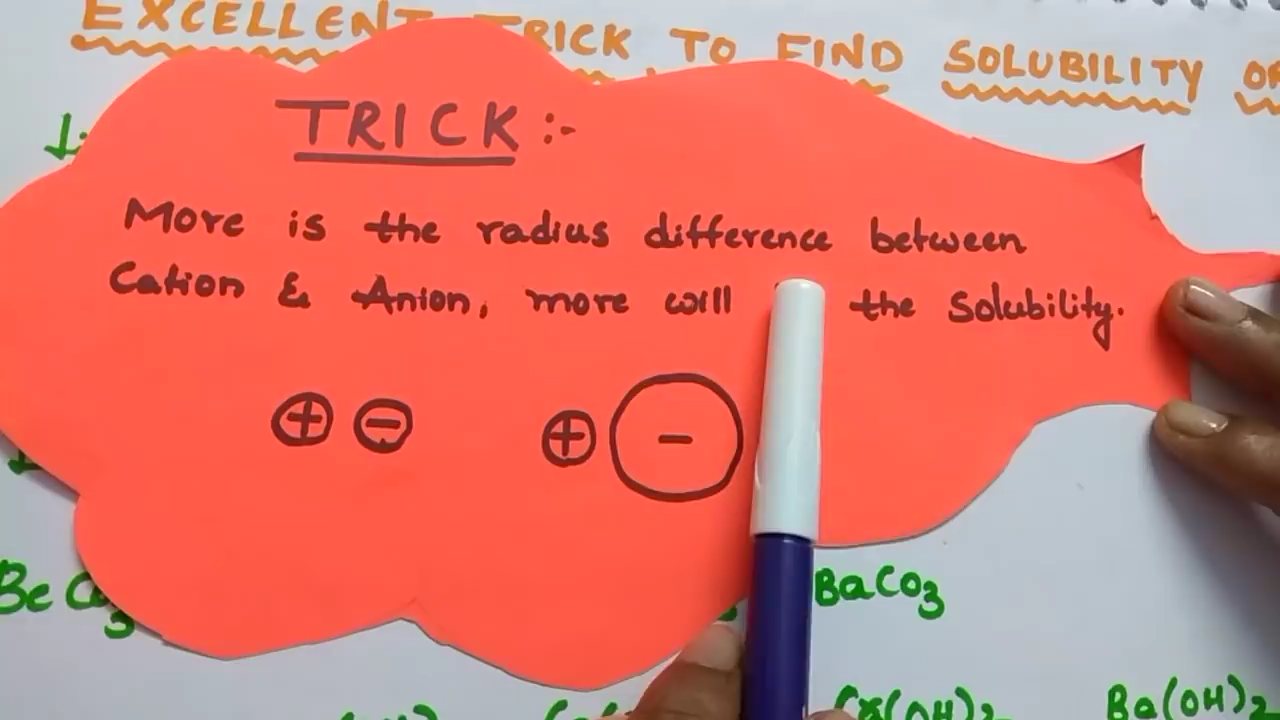 EXCELLENT TRICK TO FIND SOLUBILITY
TRICK :-
More is the radius difference between
Cation & Anion, more will the Solubility.
+ - + -
BaCO3
Ba(OH)2